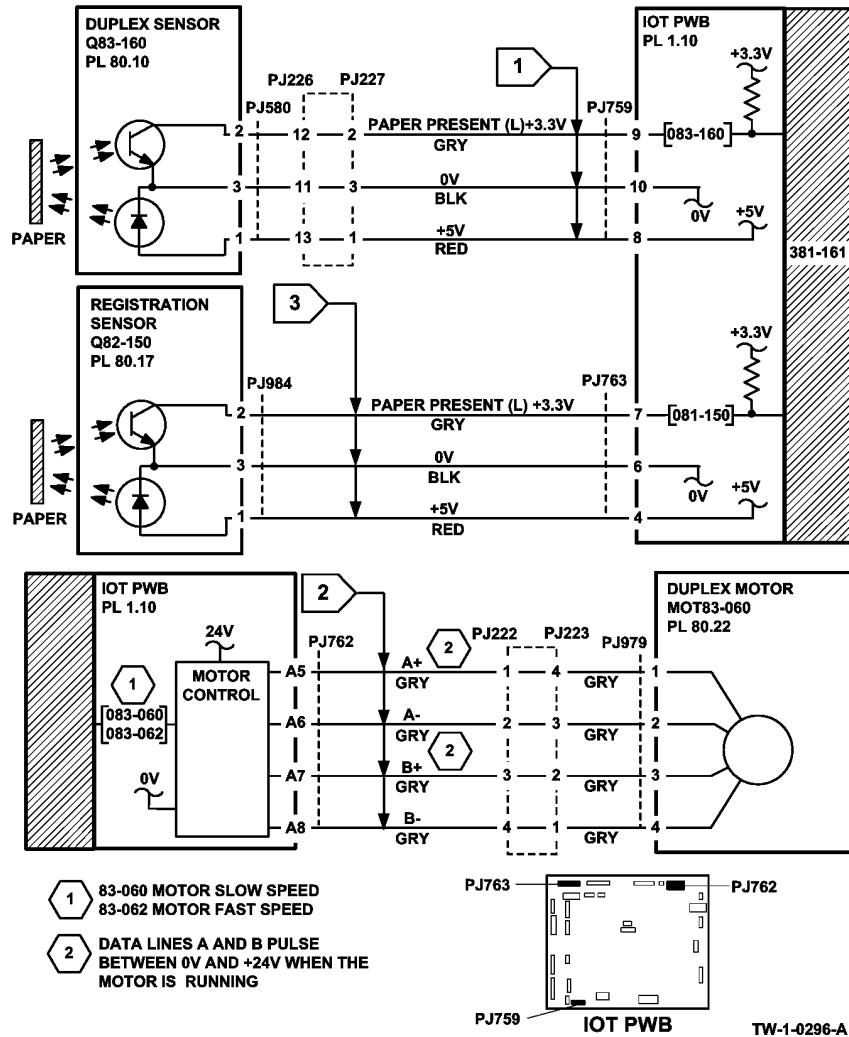 DUPLEX SENSOR
Q83-160
PL 80.10
PJ580
PJ226
PJ227
1
PJ759
IOT PWB
PL 1.10
+3.3V
2
12
2
PAPER PRESENT (L)+3.3V
GRY
9
[083-160]
3
11
3
0V
BLK
10
0V
1
13
1
+5V
RED
8
+5V
PAPER
381-161
REGISTRATION
SENSOR
Q82-150
PL 80.17
3
PJ984
PJ763
+3.3V
2
PAPER PRESENT (L) +3.3V
GRY
7
[081-150]
3
0V
BLK
6
0V
1
+5V
RED
4
+5V
PAPER
IOT PWB
PL 1.10
24V
MOTOR
CONTROL
1
[083-060]
[083-062]
0V
2
PJ762
PJ222
PJ223
PJ979
DUPLEX MOTOR
MOT83-060
PL 80.22
A5
A+
GRY
2
1
4
GRY
1
A6
A-
GRY
2
3
GRY
2
A7
B+
GRY
2
3
2
GRY
3
A8
B-
GRY
4
1
GRY
4
1
83-060 MOTOR SLOW SPEED
83-062 MOTOR FAST SPEED
2
DATA LINES A AND B PULSE
BETWEEN 0V AND +24V WHEN THE
MOTOR IS RUNNING
PJ763
PJ762
PJ759
IOT PWB
TW-1-0296-A